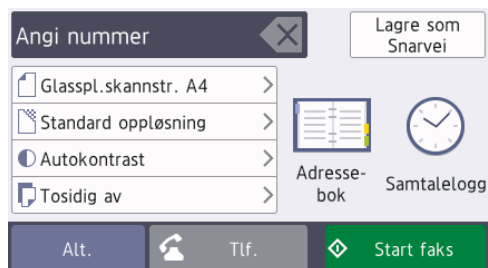 Angi nummer
Lagre som
Snarvei
Glasspl.skannstr. A4
Standard oppløsning
Autokontrast
Tosidig av
Adresse-
bok
Samtalelogg
Alt.
Tlf.
Start faks